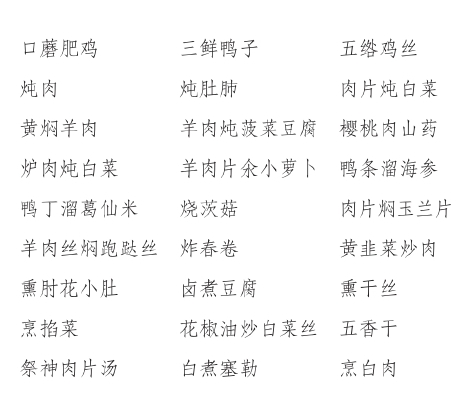 口蘑肥鸡 三鲜鸭子 五绺鸡丝
炖肉 炖肚肺 肉片炖白菜
黄焖羊肉 羊肉炖菠菜豆腐 樱桃肉山药
炉肉炖白菜 羊肉片汆小萝卜 鸭条溜海参
鸭丁溜葛仙米 烧茨菇 肉片焖玉兰片
羊肉丝焖跑跶丝 炸春卷 黄韭菜炒肉
熏肘花小肚 卤煮豆腐 熏干丝
烹掐菜 花椒油炒白菜丝 五香干
祭神肉片汤 白煮塞勒 烹白肉